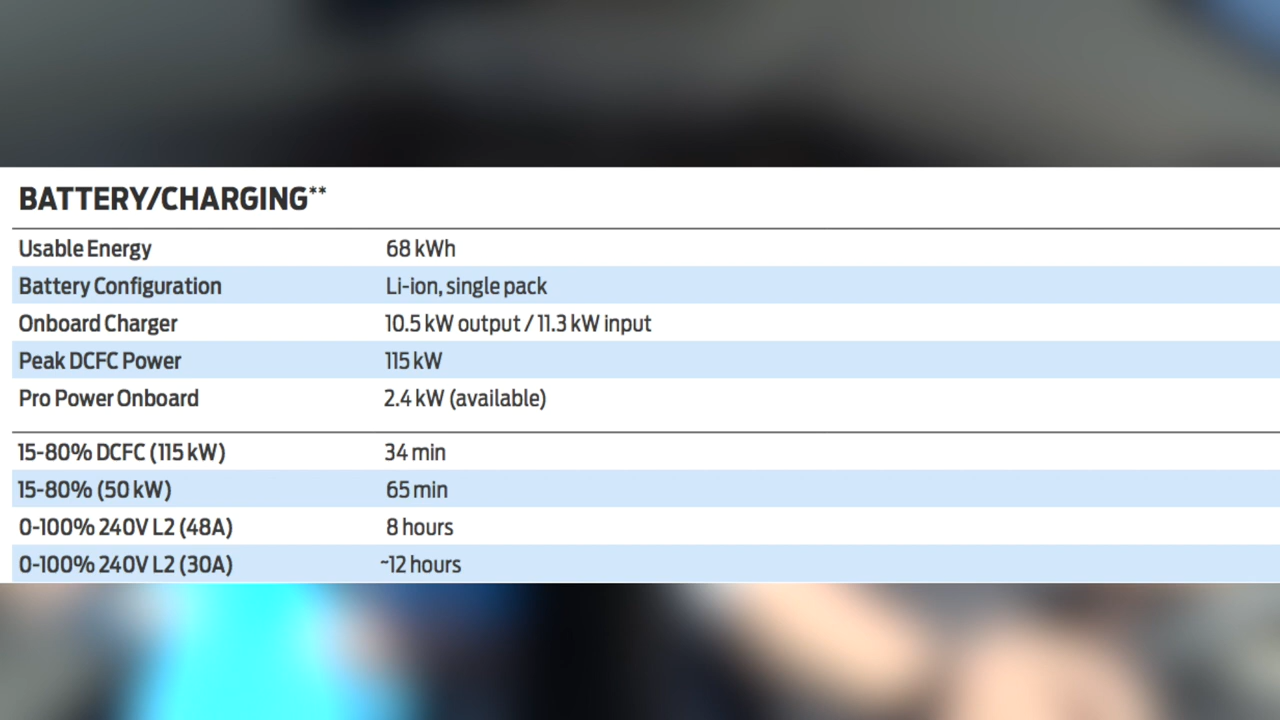 BATTERY/CHARGING**
Usable Energy 68 kWh
Battery Configuration Li-ion, single pack
Onboard Charger 10.5 kW output / 11.3 kW input
Peak DCFC Power 115 kW
Pro Power Onboard 2.4 kW (available)
15-80% DCFC (115 kW) 34 min
15-80% (50 kW) 65 min
0-100% 240V L2 (48A) 8 hours
0-100% 240V L2 (30A) ~12 hours